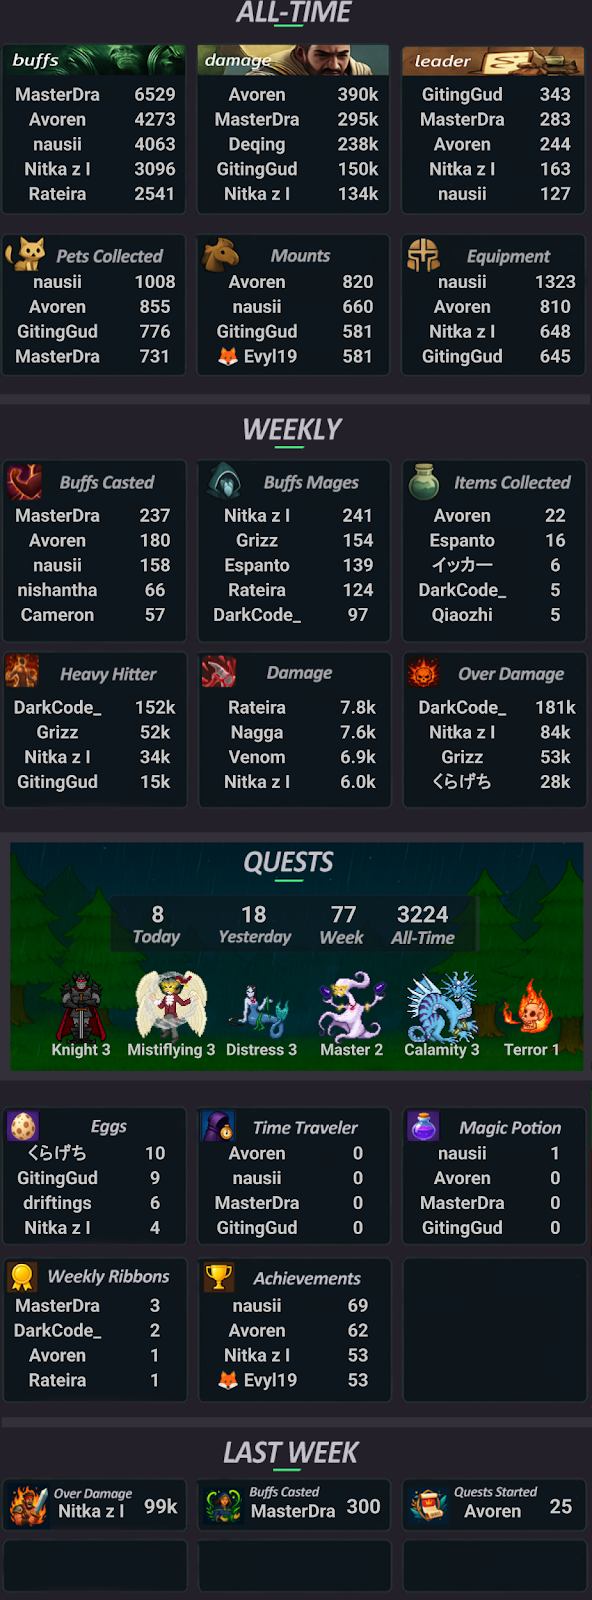 ALL-TIME
buffs
MasterDra 6529
Avoren 4273
nausii 4063
Nitka z I 3096
Rateira 2541
damage
Avoren 390k
MasterDra 295k
Deqing 238k
GitingGud 150k
Nitka z I 134k
leader
GitingGud 343
MasterDra 283
Avoren 244
Nitka z I 163
nausii 127
Pets Collected
nausii 1008
Avoren 855
GitingGud 776
MasterDra 731
Mounts
Avoren 820
nausii 660
GitingGud 581
🦊 Evyl19 581
Equipment
nausii 1323
Avoren 810
Nitka z I 648
GitingGud 645
WEEKLY
Buffs Casted
MasterDra 237
Avoren 180
nausii 158
nishantha 66
Cameron 57
Buffs Mages
Nitka z I 241
Grizz 154
Espanto 139
Rateira 124
DarkCode_ 97
Items Collected
Avoren 22
Espanto 16
イッカー 6
DarkCode_ 5
Qiaozhi 5
Heavy Hitter
DarkCode_ 152k
Grizz 52k
Nitka z I 34k
GitingGud 15k
Damage
Rateira 7.8k
Nagga 7.6k
Venom 6.9k
Nitka z I 6.0k
Over Damage
DarkCode_ 181k
Nitka z I 84k
Grizz 53k
くらげち 28k
QUESTS
8 18 77 3224
Today Yesterday Week All-Time
Knight 3 Mistiflying 3 Distress 3 Master 2 Calamity 3 Terror 1
Eggs
くらげち 10
GitingGud 9
driftings 6
Nitka z I 4
Time Traveler
Avoren 0
nausii 0
MasterDra 0
GitingGud 0
Magic Potion
nausii 1
Avoren 0
MasterDra 0
GitingGud 0
Weekly Ribbons
MasterDra 3
DarkCode_ 2
Avoren 1
Rateira 1
Achievements
nausii 69
Avoren 62
Nitka z I 53
🦊 Evyl19 53
LAST WEEK
Over Damage
Nitka z I 99k
Buffs Casted
MasterDra 300
Quests Started
Avoren 25